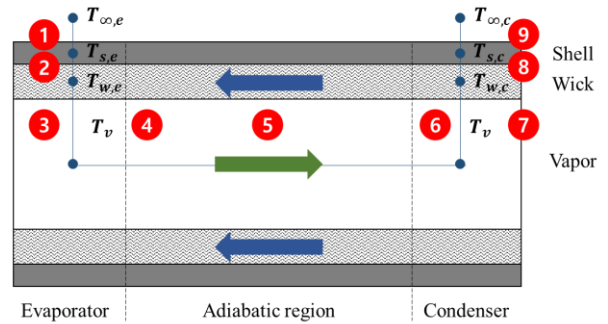 T∞,e T∞,c
1 9
Ts,e Ts,c Shell
2 8
Tw,e Tw,c Wick
3 Tv 4 5 6 Tv 7
Vapor
Evaporator Adiabatic region Condenser